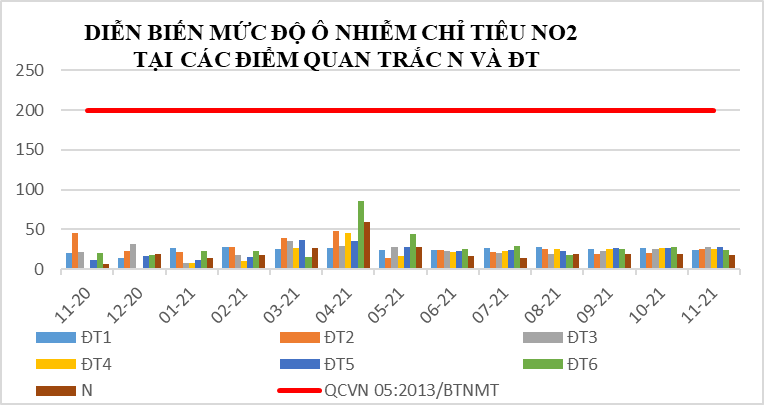 DIỄN BIẾN MỨC ĐỘ Ô NHIỄM CHỈ TIÊU NO2
TẠI CÁC ĐIỂM QUAN TRẮC N VÀ ĐT
250
200
150
100
50
0
11-20 12-20 01-21 02-21 03-21 04-21 05-21 06-21 07-21 08-21 09-21 10-21 11-21
ĐT1 ĐT2 ĐT3
ĐT4 ĐT5 ĐT6
N QCVN 05:2013/BTNMT